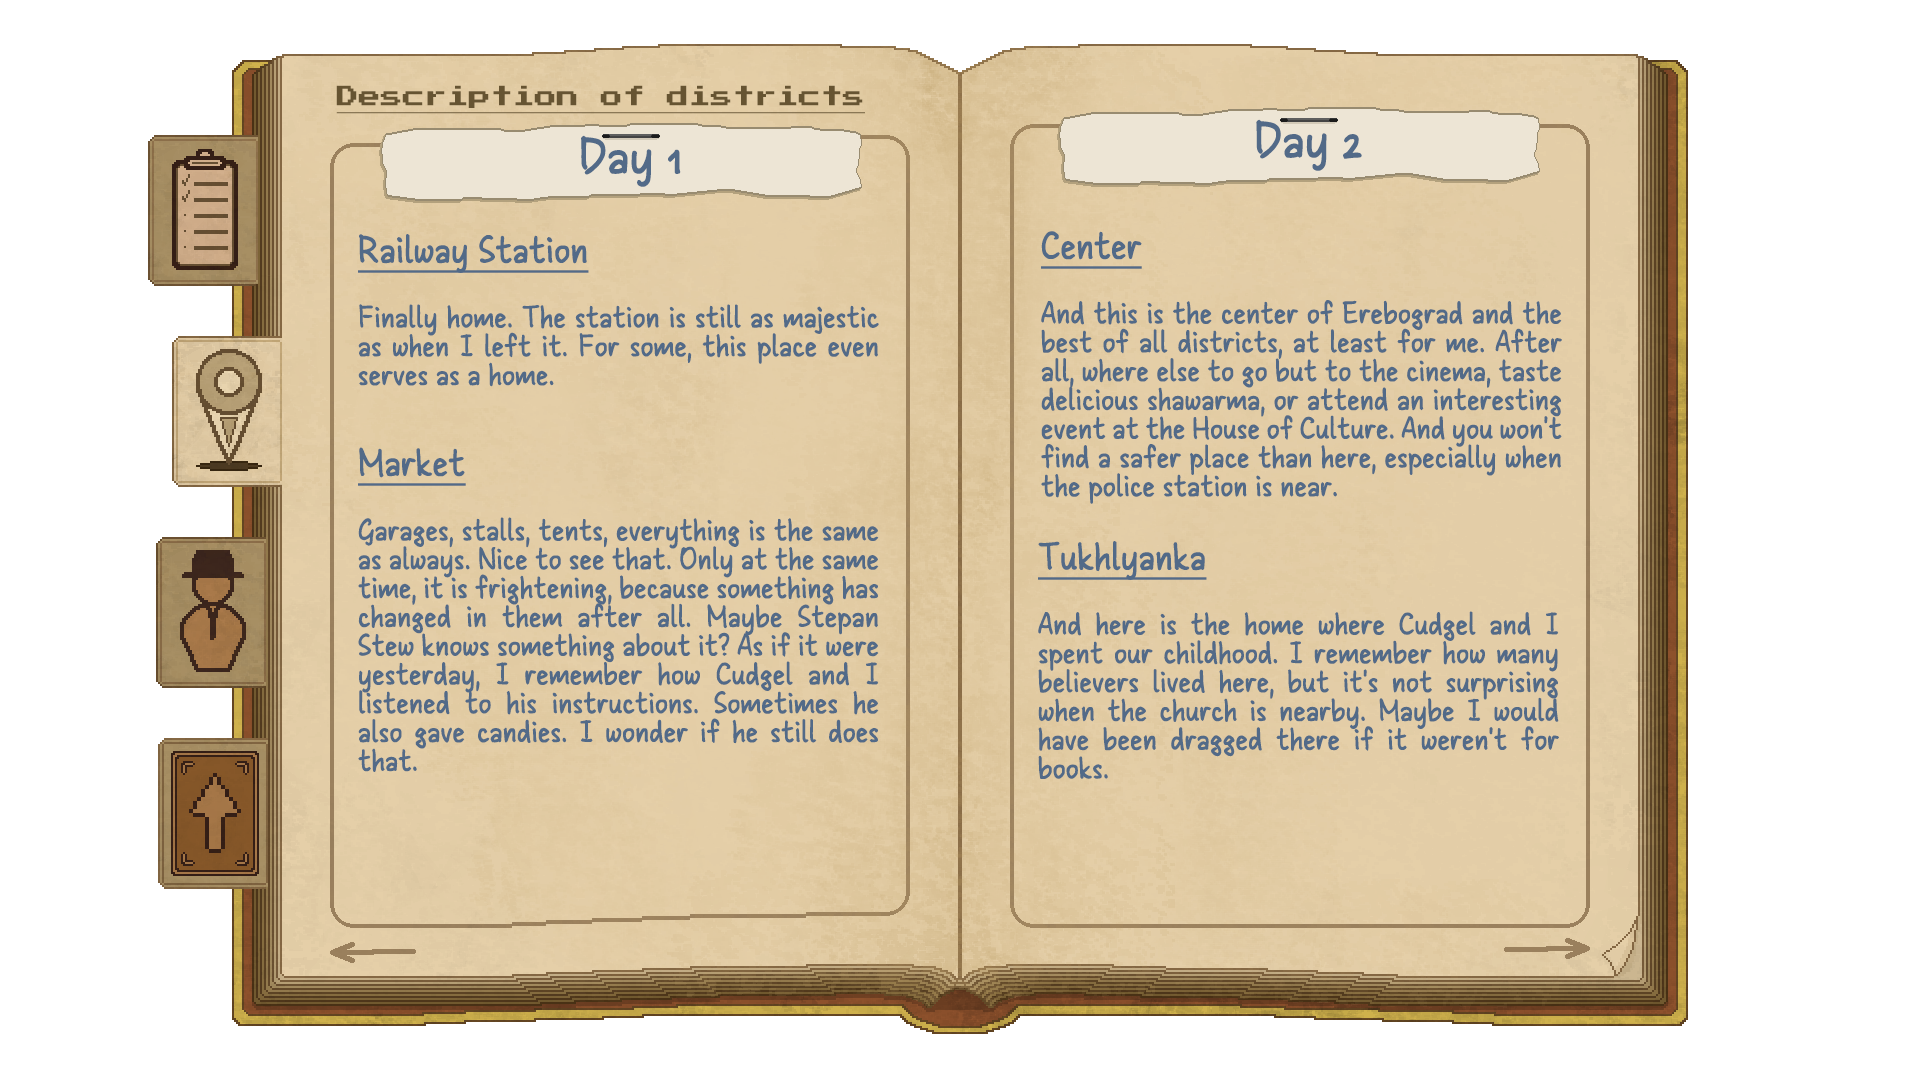 Description of districts
Day 1
Railway Station
Finally home. The station is still as majestic
as when I left it. For some, this place even
serves as a home.
Market
Garages, stalls, tents, everything is the same
as always. Nice to see that. Only at the same
time, it is frightening, because something has
changed in them after all. Maybe Stepan
Stew knows something about it? As if it were
yesterday, I remember how Cudgel and I
listened to his instructions. Sometimes he
also gave candies. I wonder if he still does
that.
Day 2
Center
And this is the center of Erebograd and the
best of all districts, at least for me. After
all, where else to go but to the cinema, taste
delicious shawarma, or attend an interesting
event at the House of Culture. And you won't
find a safer place than here, especially when
the police station is near.
Tukhlyanka
And here is the home where Cudgel and I
spent our childhood. I remember how many
believers lived here, but it's not surprising
when the church is nearby. Maybe I would
have been dragged there if it weren't for
books.